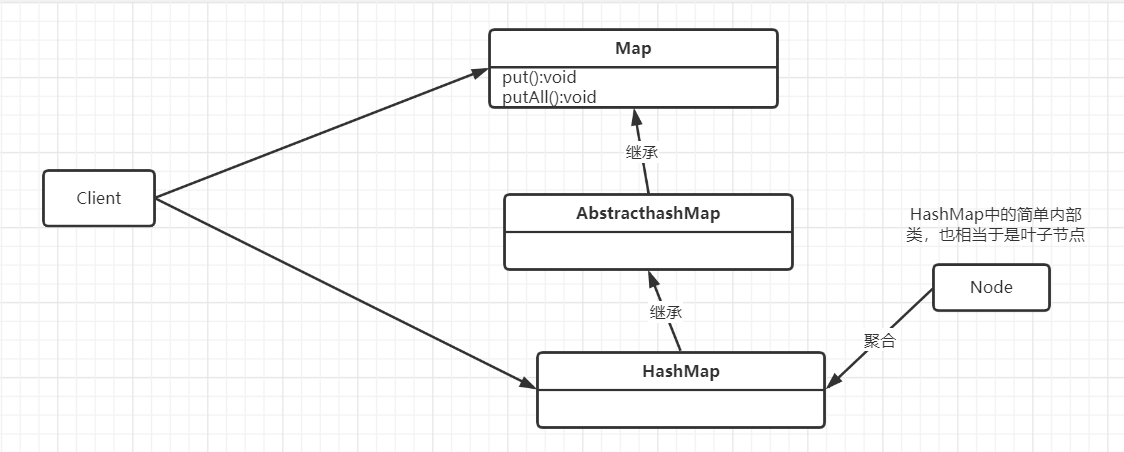 Map
put():void
putAll():void
继承
Client
AbstracthashMap
HashMap中的简单内部
类，也相当于是叶子节点
Node
继承
聚合
HashMap